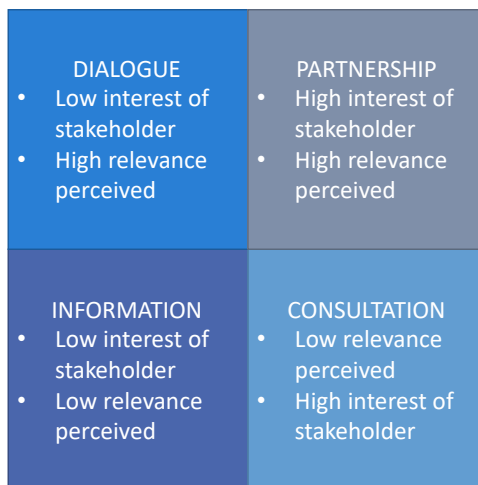 DIALOGUE
• Low interest of
stakeholder
• High relevance
perceived
PARTNERSHIP
• High interest of
stakeholder
• High relevance
perceived
INFORMATION
• Low interest of
stakeholder
• Low relevance
perceived
CONSULTATION
• Low relevance
perceived
• High interest of
stakeholder